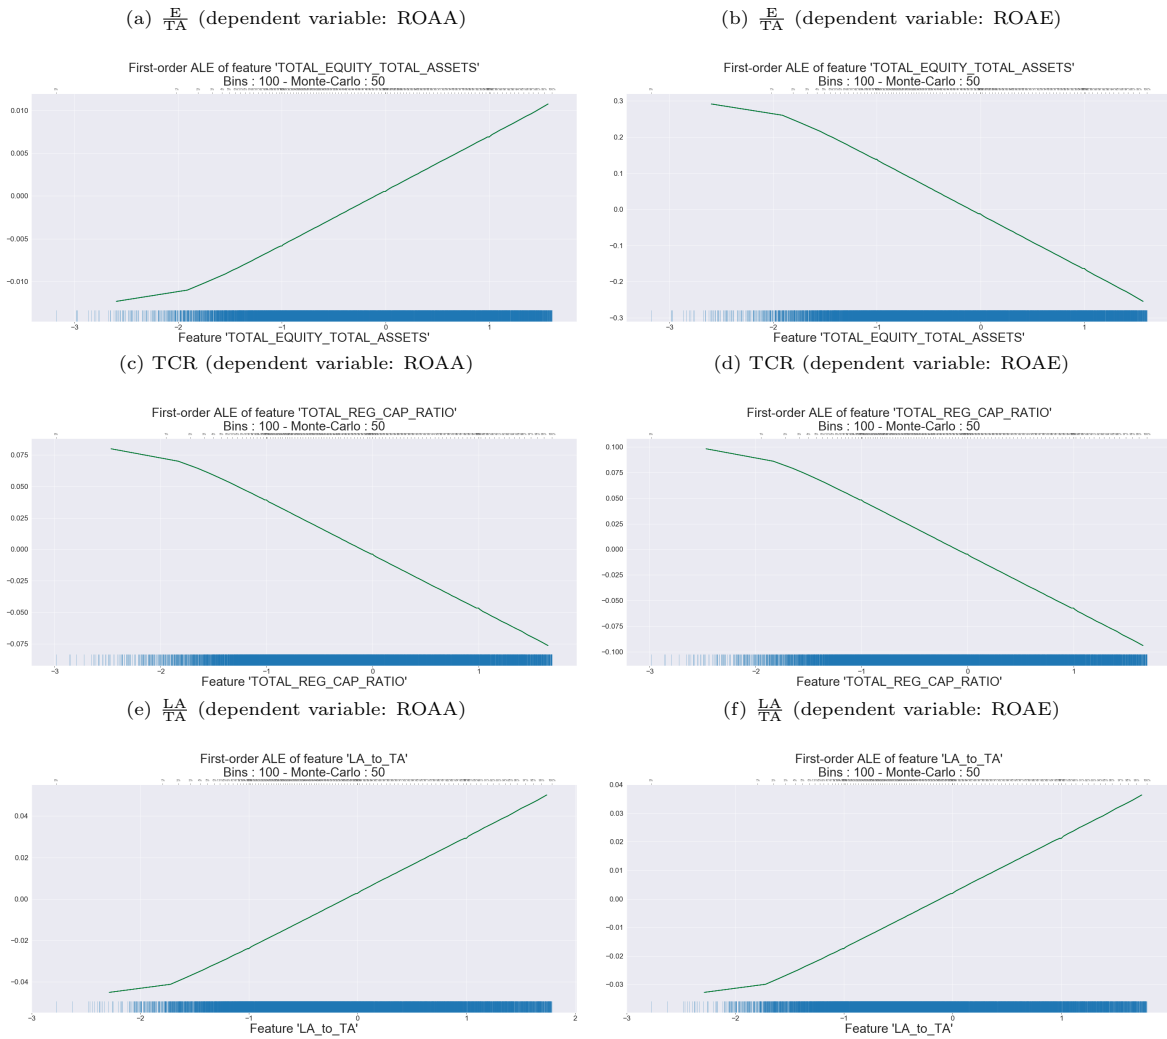 (a) E/TA (dependent variable: ROAA)
First-order ALE of feature 'TOTAL_EQUITY_TOTAL_ASSETS'
Bins : 100 - Monte-Carlo : 50
0.010
0.005
0.000
−0.005
−0.010
−3 −2 −1 0 1
Feature 'TOTAL_EQUITY_TOTAL_ASSETS'
(b) E/TA (dependent variable: ROAE)
First-order ALE of feature 'TOTAL_EQUITY_TOTAL_ASSETS'
Bins : 100 - Monte-Carlo : 50
0.3
0.2
0.1
0.0
−0.1
−0.2
−0.3
−3 −2 −1 0 1
Feature 'TOTAL_EQUITY_TOTAL_ASSETS'
(c) TCR (dependent variable: ROAA)
First-order ALE of feature 'TOTAL_REG_CAP_RATIO'
Bins : 100 - Monte-Carlo : 50
0.075
0.050
0.025
0.000
−0.025
−0.050
−0.075
−3 −2 −1 0 1
Feature 'TOTAL_REG_CAP_RATIO'
(d) TCR (dependent variable: ROAE)
First-order ALE of feature 'TOTAL_REG_CAP_RATIO'
Bins : 100 - Monte-Carlo : 50
0.100
0.075
0.050
0.025
0.000
−0.025
−0.050
−0.075
−0.100
−3 −2 −1 0 1
Feature 'TOTAL_REG_CAP_RATIO'
(e) LA/TA (dependent variable: ROAA)
First-order ALE of feature 'LA_to_TA'
Bins : 100 - Monte-Carlo : 50
0.04
0.02
0.00
−0.02
−0.04
−3 −2 −1 0 1 2
Feature 'LA_to_TA'
(f) LA/TA (dependent variable: ROAE)
First-order ALE of feature 'LA_to_TA'
Bins : 100 - Monte-Carlo : 50
0.04
0.03
0.02
0.01
0.00
−0.01
−0.02
−0.03
−3 −2 −1 0 1
Feature 'LA_to_TA'